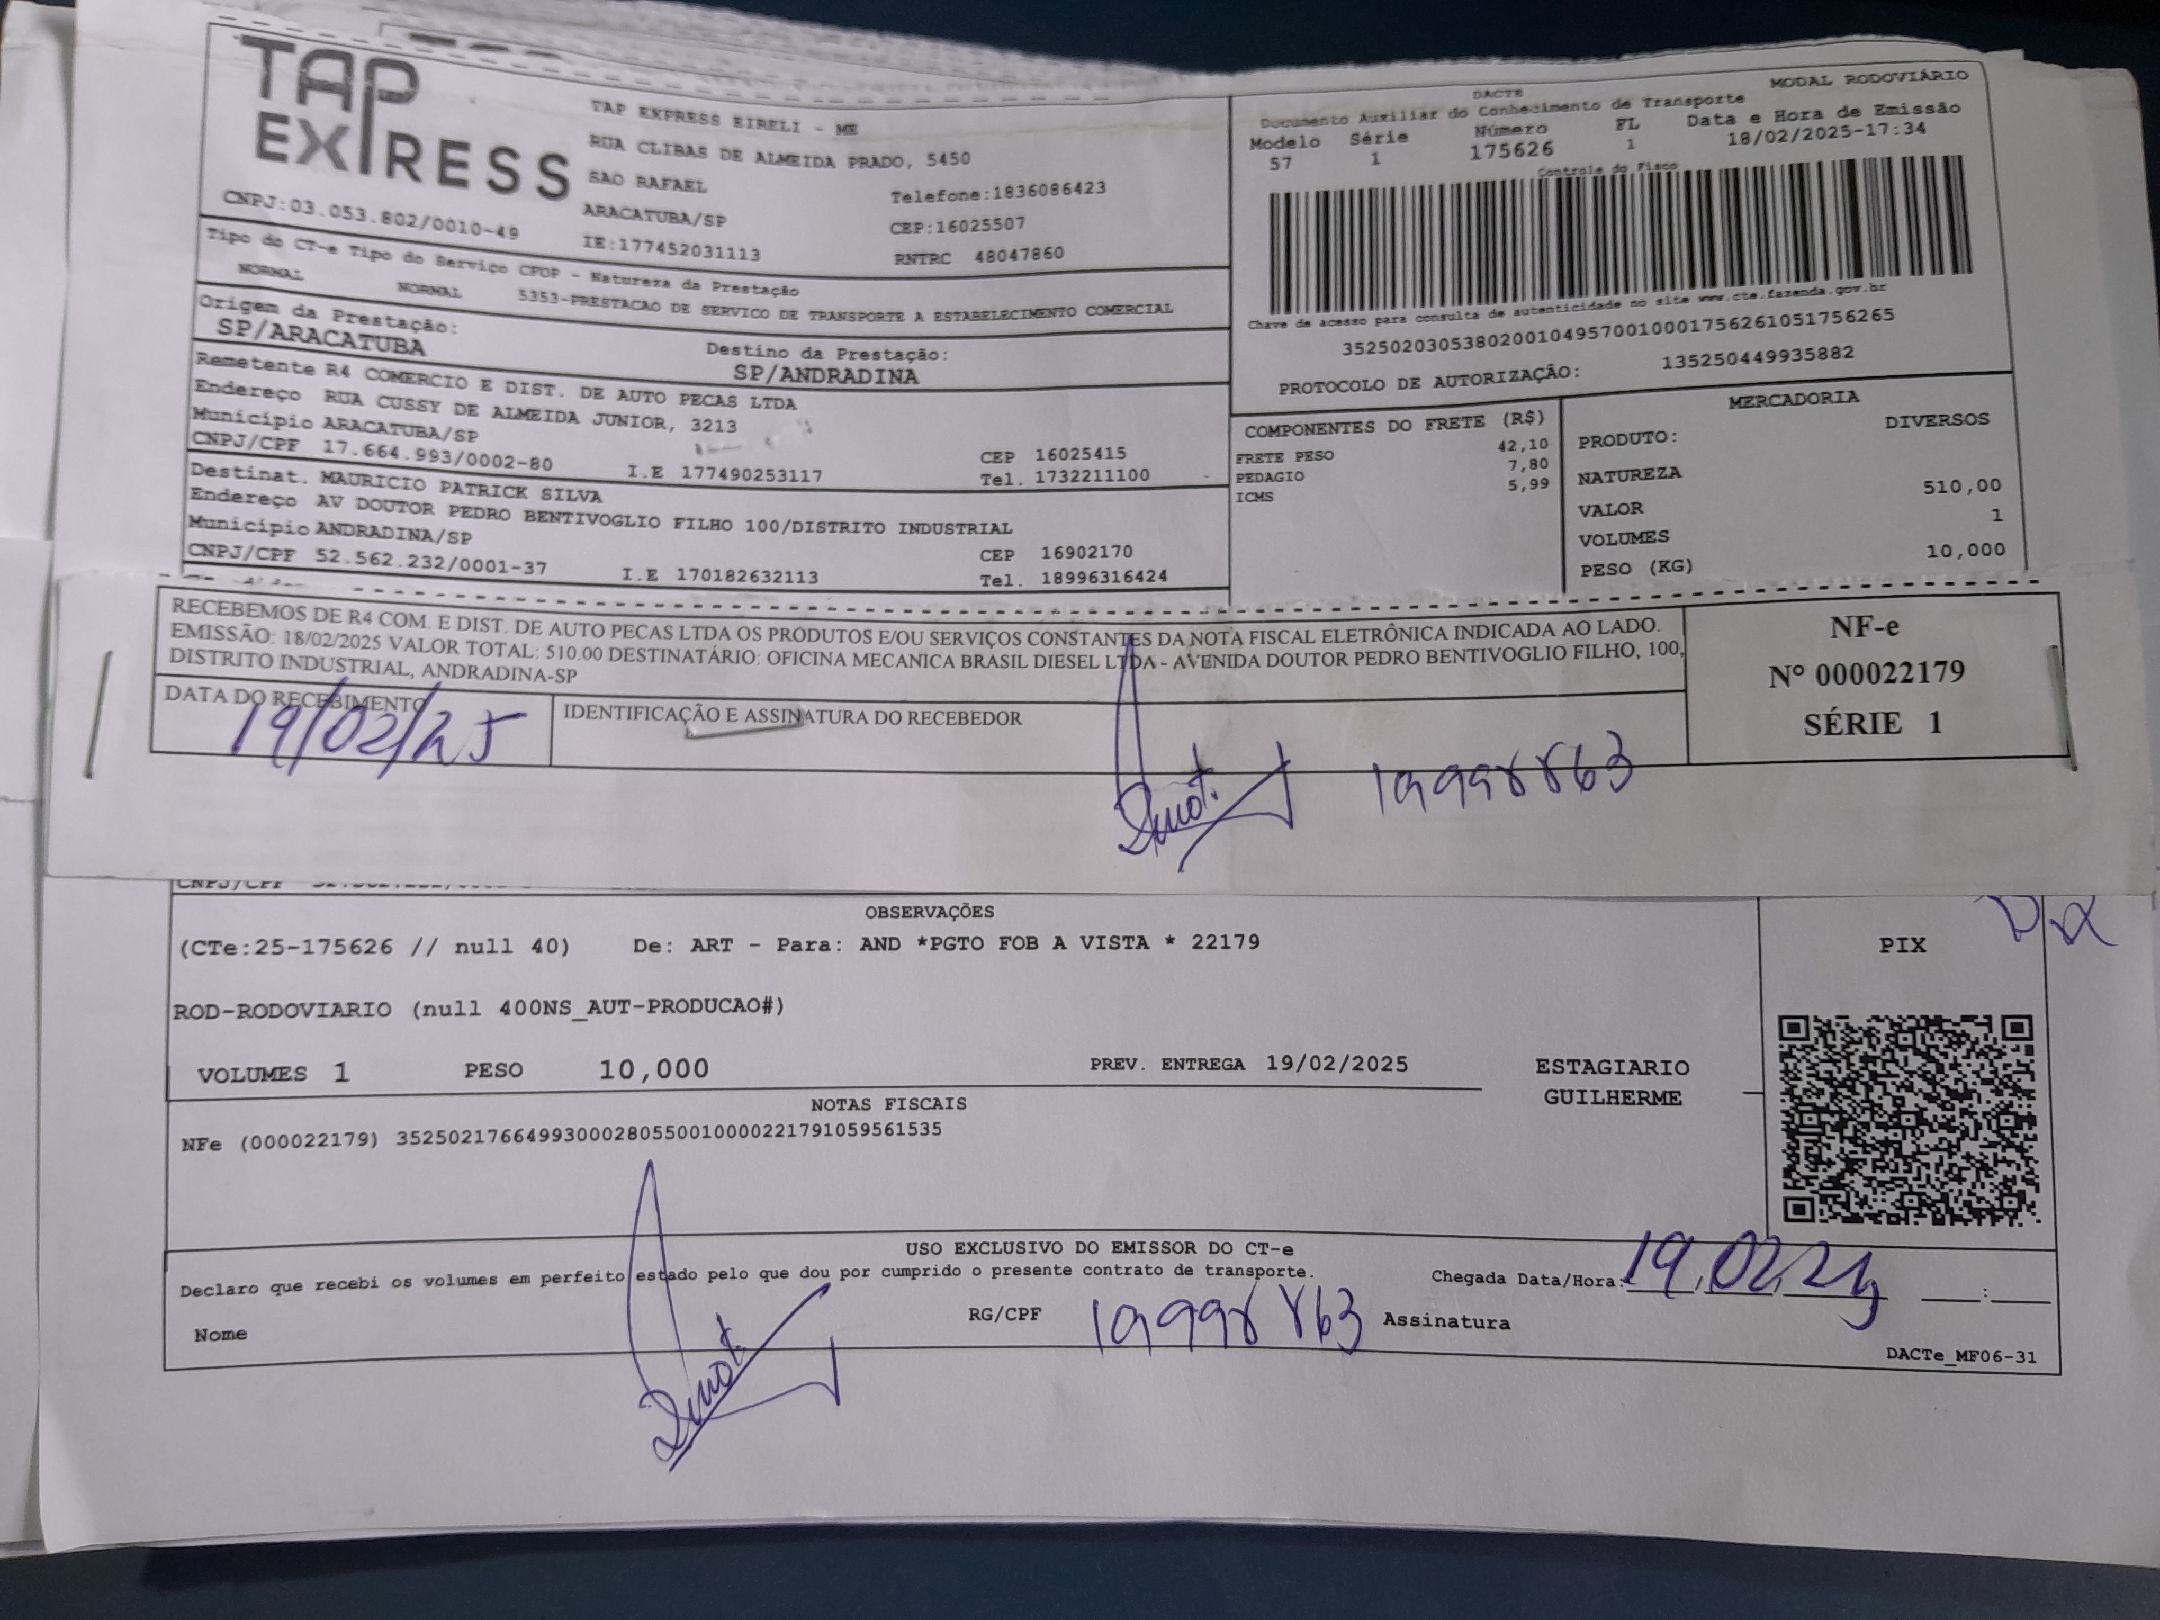 TAP EXPRESS
TAP EXPRESS EIRELI - ME
RUA CLIBAS DE ALMEIDA PRADO, 5450
SAO RAFAEL
Telefone:1836086423
CNPJ:03.053.802/0010-49
ARACATUBA/SP
CEP:16025507
IE:177452031113
RNTRC 48047860
Tipo do CT-e Tipo do Serviço CFOP - Natureza da Prestação
NORMAL NORMAL 5353-PRESTACAO DE SERVICO DE TRANSPORTE A ESTABELECIMENTO COMERCIAL
Origem da Prestação:
SP/ARACATUBA
Destino da Prestação:
SP/ANDRADINA
Remetente R4 COMERCIO E DIST. DE AUTO PECAS LTDA
Endereço RUA CUSSY DE ALMEIDA JUNIOR, 3213
Município ARACATUBA/SP CEP 16025415
CNPJ/CPF 17.664.993/0002-80 I.E 177490253117 Tel. 1732211100
Destinat. MAURICIO PATRICK SILVA
Endereço AV DOUTOR PEDRO BENTIVOGLIO FILHO 100/DISTRITO INDUSTRIAL
Município ANDRADINA/SP CEP 16902170
CNPJ/CPF 52.562.232/0001-37 I.E 170182632113 Tel. 18996316424
DACTE MODAL RODOVIÁRIO
Documento Auxiliar do Conhecimento de Transporte
Modelo Série Número FL Data e Hora de Emissão
57 1 175626 1 18/02/2025-17:34
Controle do Fisco
Chave de acesso para consulta de autenticidade no site www.cte.fazenda.gov.br
35250203053802001049570010001756261051756265
PROTOCOLO DE AUTORIZAÇÃO: 135250449935882
COMPONENTES DO FRETE (R$)
FRETE PESO 42,10
PEDAGIO 7,80
ICMS 5,99
MERCADORIA
PRODUTO: DIVERSOS
NATUREZA
VALOR 510,00
VOLUMES 1
PESO (KG) 10,000
RECEBEMOS DE R4 COM. E DIST. DE AUTO PECAS LTDA OS PRODUTOS E/OU SERVIÇOS CONSTANTES DA NOTA FISCAL ELETRÔNICA INDICADA AO LADO.
EMISSÃO: 18/02/2025 VALOR TOTAL: 510.00 DESTINATÁRIO: OFICINA MECANICA BRASIL DIESEL LTDA - AVENIDA DOUTOR PEDRO BENTIVOGLIO FILHO, 100,
DISTRITO INDUSTRIAL, ANDRADINA-SP
DATA DO RECEBIMENTO
19/02/25
IDENTIFICAÇÃO E ASSINATURA DO RECEBEDOR
NF-e
Nº 000022179
SÉRIE 1
CNPJ/CPF
OBSERVAÇÕES
(CTe:25-175626 // null 40) De: ART - Para: AND *PGTO FOB A VISTA * 22179
ROD-RODOVIARIO (null 400NS_AUT-PRODUCAO#)
VOLUMES 1 PESO 10,000 PREV. ENTREGA 19/02/2025
ESTAGIARIO
GUILHERME
PIX
NOTAS FISCAIS
NFe (000022179) 35250217664993000280550010000221791059561535
USO EXCLUSIVO DO EMISSOR DO CT-e
Declaro que recebi os volumes em perfeito estado pelo que dou por cumprido o presente contrato de transporte.
Chegada Data/Hora:
Nome
RG/CPF
Assinatura
DACTe_MF06-31